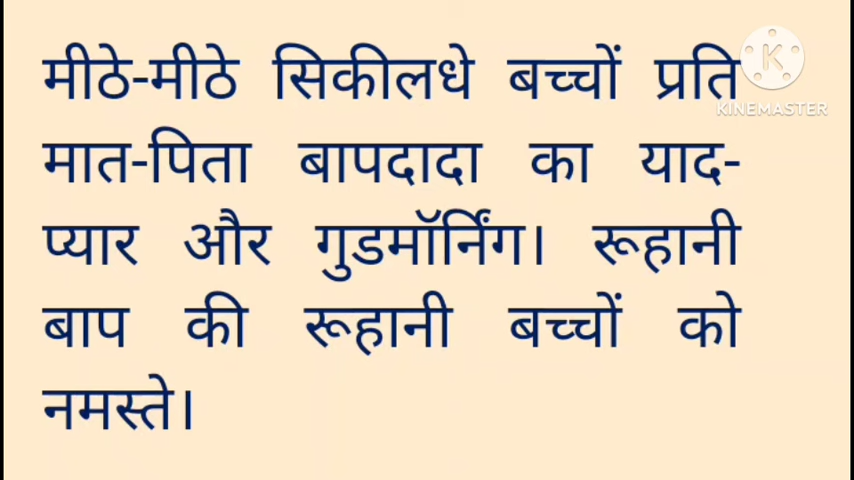 मीठे-मीठे सिकीलधे बच्चों प्रति
मात-पिता बापदादा का याद-
प्यार और गुडमॉर्निंग। रूहानी
बाप की रूहानी बच्चों को
नमस्ते।
K
KINEMASTER